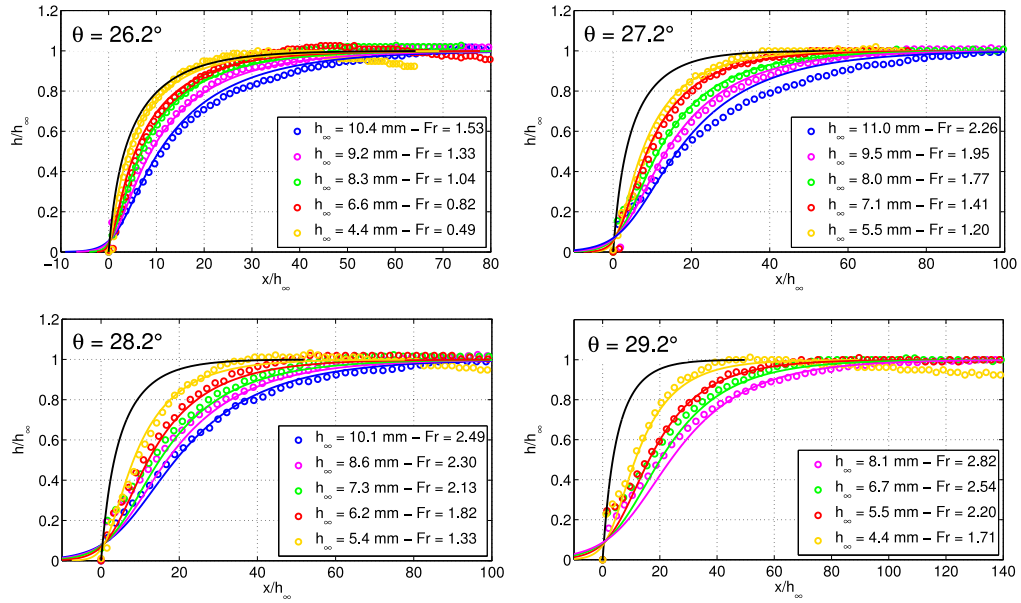 θ = 26.2°
1.2
1
0.8
0.6
0.4
0.2
0
h/h∞
−10 0 10 20 30 40 50 60 70 80
x/h∞
h∞ = 10.4 mm − Fr = 1.53
h∞ = 9.2 mm − Fr = 1.33
h∞ = 8.3 mm − Fr = 1.04
h∞ = 6.6 mm − Fr = 0.82
h∞ = 4.4 mm − Fr = 0.49
θ = 27.2°
1.2
1
0.8
0.6
0.4
0.2
0
h/h∞
0 20 40 60 80 100
x/h∞
h∞ = 11.0 mm − Fr = 2.26
h∞ = 9.5 mm − Fr = 1.95
h∞ = 8.0 mm − Fr = 1.77
h∞ = 7.1 mm − Fr = 1.41
h∞ = 5.5 mm − Fr = 1.20
θ = 28.2°
1.2
1
0.8
0.6
0.4
0.2
0
h/h∞
0 20 40 60 80 100
x/h∞
h∞ = 10.1 mm − Fr = 2.49
h∞ = 8.6 mm − Fr = 2.30
h∞ = 7.3 mm − Fr = 2.13
h∞ = 6.2 mm − Fr = 1.82
h∞ = 5.4 mm − Fr = 1.33
θ = 29.2°
1.2
1
0.8
0.6
0.4
0.2
0
h/h∞
0 20 40 60 80 100 120 140
x/h∞
h∞ = 8.1 mm − Fr = 2.82
h∞ = 6.7 mm − Fr = 2.54
h∞ = 5.5 mm − Fr = 2.20
h∞ = 4.4 mm − Fr = 1.71